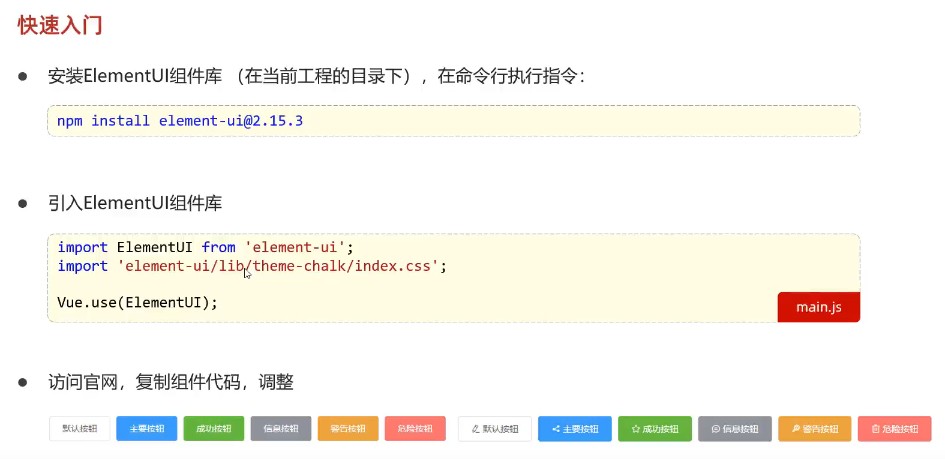 快速入门
安装ElementUI组件库 （在当前工程的目录下），在命令行执行指令：
npm install element-ui@2.15.3
引入ElementUI组件库
import ElementUI from 'element-ui';
import 'element-ui/lib/theme-chalk/index.css';
Vue.use(ElementUI);
main.js
访问官网，复制组件代码，调整
默认按钮 主要按钮 成功按钮 信息按钮 警告按钮 危险按钮 默认按钮 主要按钮 成功按钮 信息按钮 警告按钮 危险按钮